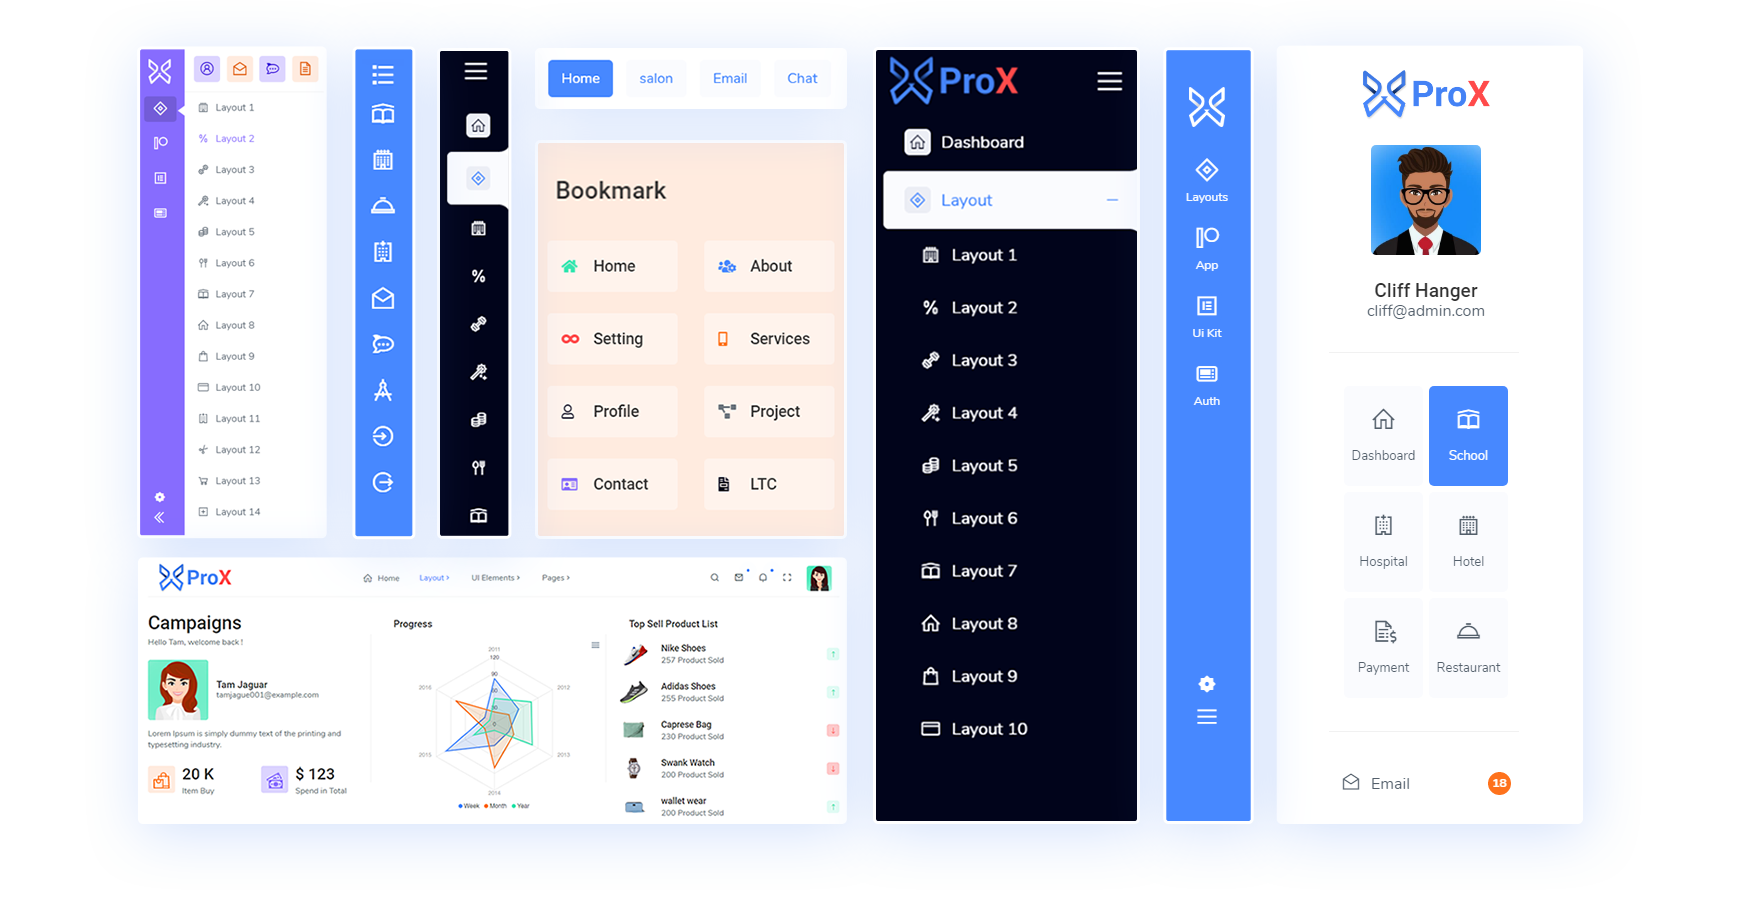 Layout 1
Layout 2
Layout 3
Layout 4
Layout 5
Layout 6
Layout 7
Layout 8
Layout 9
Layout 10
Layout 11
Layout 12
Layout 13
Layout 14
Home salon Email Chat
Bookmark
Home About
Setting Services
Profile Project
Contact LTC
ProX
Home Layout UI Elements Pages
Campaigns
Hello Tam, welcome back !
Tam Jaguar
tamjague001@example.com
Lorem Ipsum is simply dummy text of the printing and
typesetting industry.
20 K
Item Buy
$ 123
Spend in Total
Progress
2011
120
90
60
30
0
2012
2013
2014
2015
2016
Week Month Year
Top Sell Product List
Nike Shoes
257 Product Sold
Adidas Shoes
255 Product Sold
Caprese Bag
230 Product Sold
Swank Watch
200 Product Sold
wallet wear
200 Product Sold
ProX
Dashboard
Layout
Layout 1
Layout 2
Layout 3
Layout 4
Layout 5
Layout 6
Layout 7
Layout 8
Layout 9
Layout 10
Layouts
App
Ui Kit
Auth
ProX
Cliff Hanger
cliff@admin.com
Dashboard School
Hospital Hotel
Payment Restaurant
Email 18